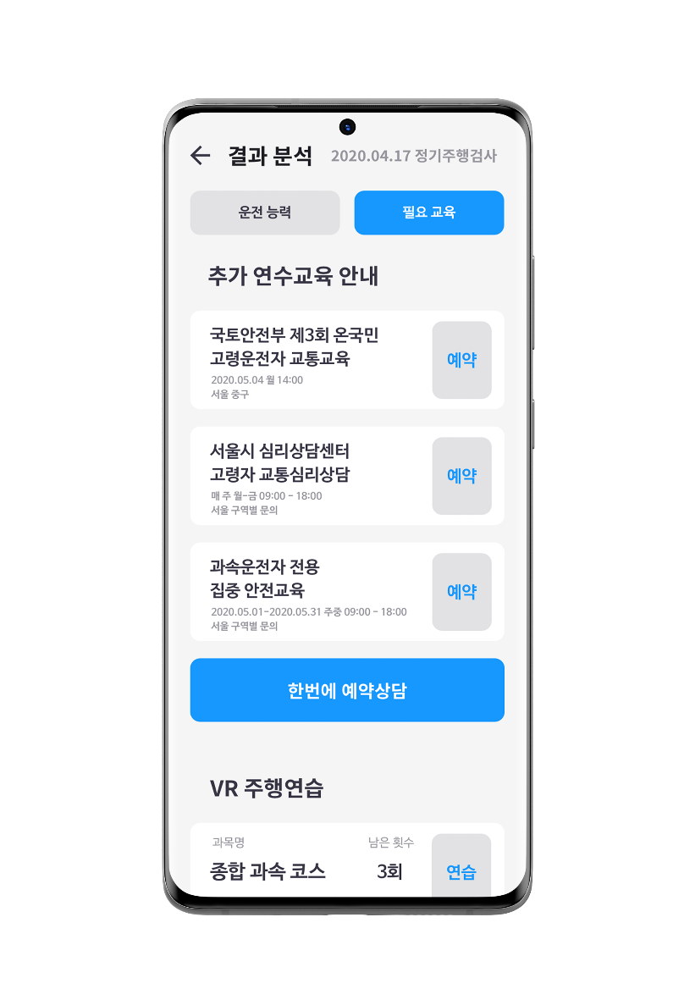 결과 분석 2020.04.17 정기주행검사
운전 능력 필요 교육
추가 연수교육 안내
국토안전부 제3회 온국민
고령운전자 교통교육
2020.05.04 월 14:00
서울 중구
예약
서울시 심리상담센터
고령자 교통심리상담
매 주 월-금 09:00 - 18:00
서울 구역별 문의
예약
과속운전자 전용
집중 안전교육
2020.05.01-2020.05.31 주중 09:00 - 18:00
서울 구역별 문의
예약
한번에 예약상담
VR 주행연습
과목명 남은 횟수
종합 과속 코스 3회 연습